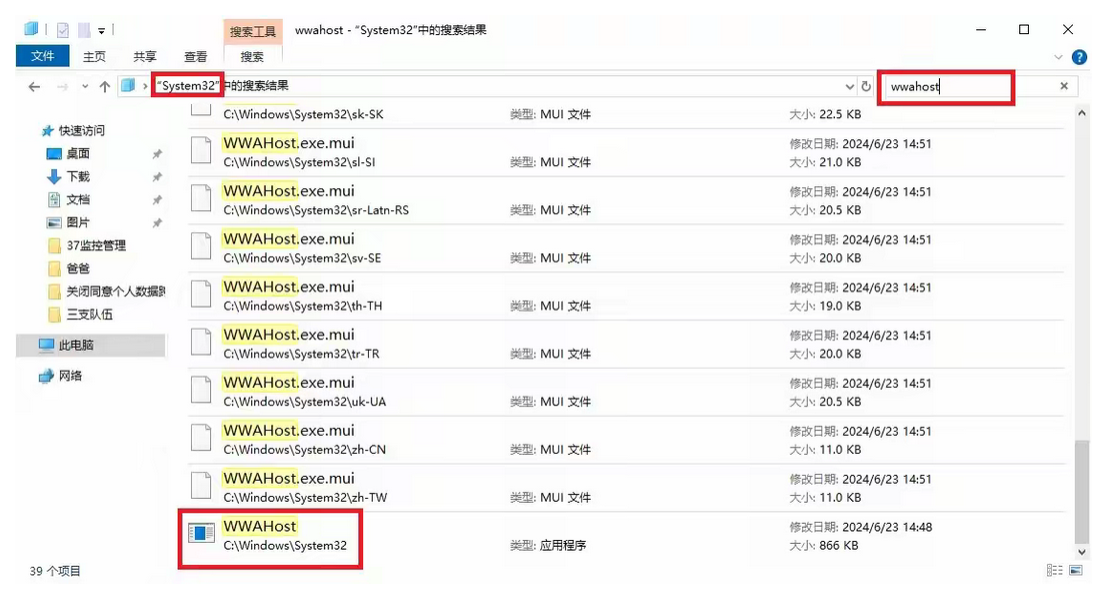 搜索工具
wwahost - “System32”中的搜索结果
文件
主页
共享
查看
搜索
“System32”中的搜索结果
wwahost
快速访问
桌面
下载
文档
图片
37监控管理
爸爸
关闭同意个人数据
三支队伍
此电脑
网络
C:\Windows\System32\sk-SK
类型: MUI 文件
大小: 22.5 KB
WWAHost.exe.mui
修改日期: 2024/6/23 14:51
C:\Windows\System32\sl-SI
类型: MUI 文件
大小: 21.0 KB
WWAHost.exe.mui
修改日期: 2024/6/23 14:51
C:\Windows\System32\sr-Latn-RS
类型: MUI 文件
大小: 20.5 KB
WWAHost.exe.mui
修改日期: 2024/6/23 14:51
C:\Windows\System32\sv-SE
类型: MUI 文件
大小: 20.0 KB
WWAHost.exe.mui
修改日期: 2024/6/23 14:51
C:\Windows\System32\th-TH
类型: MUI 文件
大小: 19.0 KB
WWAHost.exe.mui
修改日期: 2024/6/23 14:51
C:\Windows\System32\tr-TR
类型: MUI 文件
大小: 20.0 KB
WWAHost.exe.mui
修改日期: 2024/6/23 14:51
C:\Windows\System32\uk-UA
类型: MUI 文件
大小: 20.5 KB
WWAHost.exe.mui
修改日期: 2024/6/23 14:51
C:\Windows\System32\zh-CN
类型: MUI 文件
大小: 11.0 KB
WWAHost.exe.mui
修改日期: 2024/6/23 14:51
C:\Windows\System32\zh-TW
类型: MUI 文件
大小: 11.0 KB
WWAHost
修改日期: 2024/6/23 14:48
C:\Windows\System32
类型: 应用程序
大小: 866 KB
39 个项目